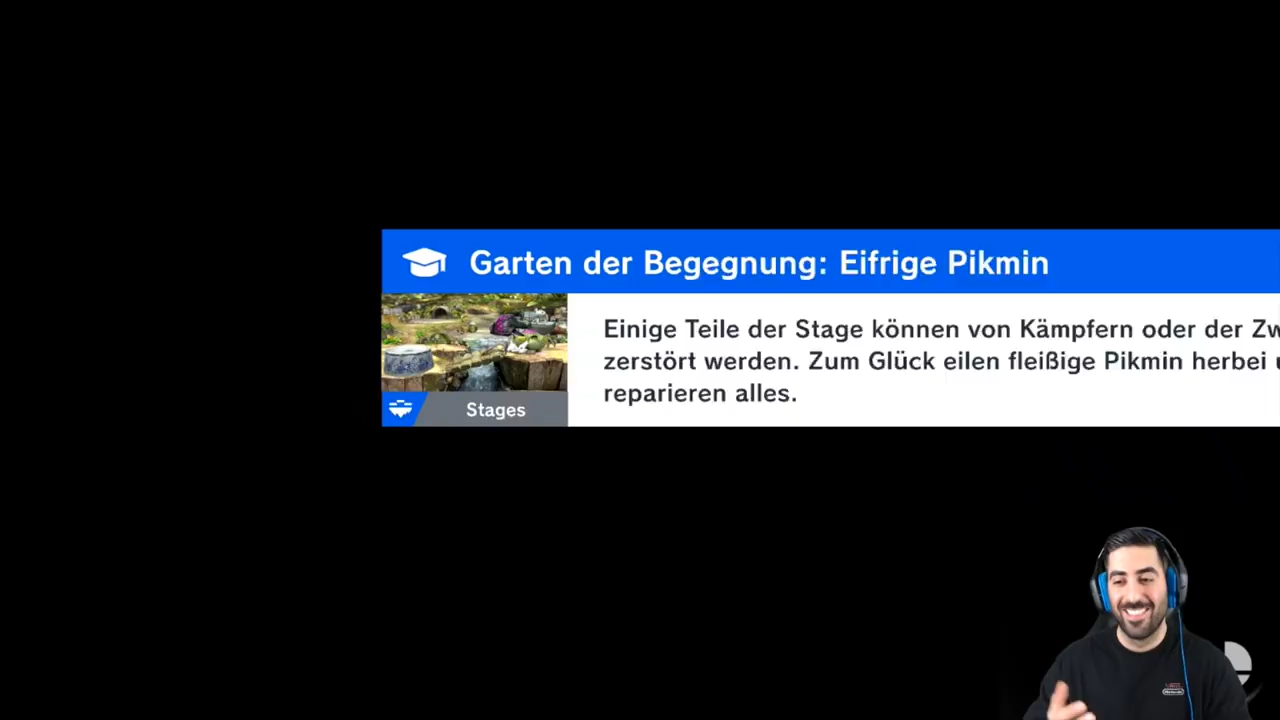 Garten der Begegnung: Eifrige Pikmin
Einige Teile der Stage können von Kämpfern oder der
zerstört werden. Zum Glück eilen fleißige Pikmin herbei
reparieren alles.
Stages